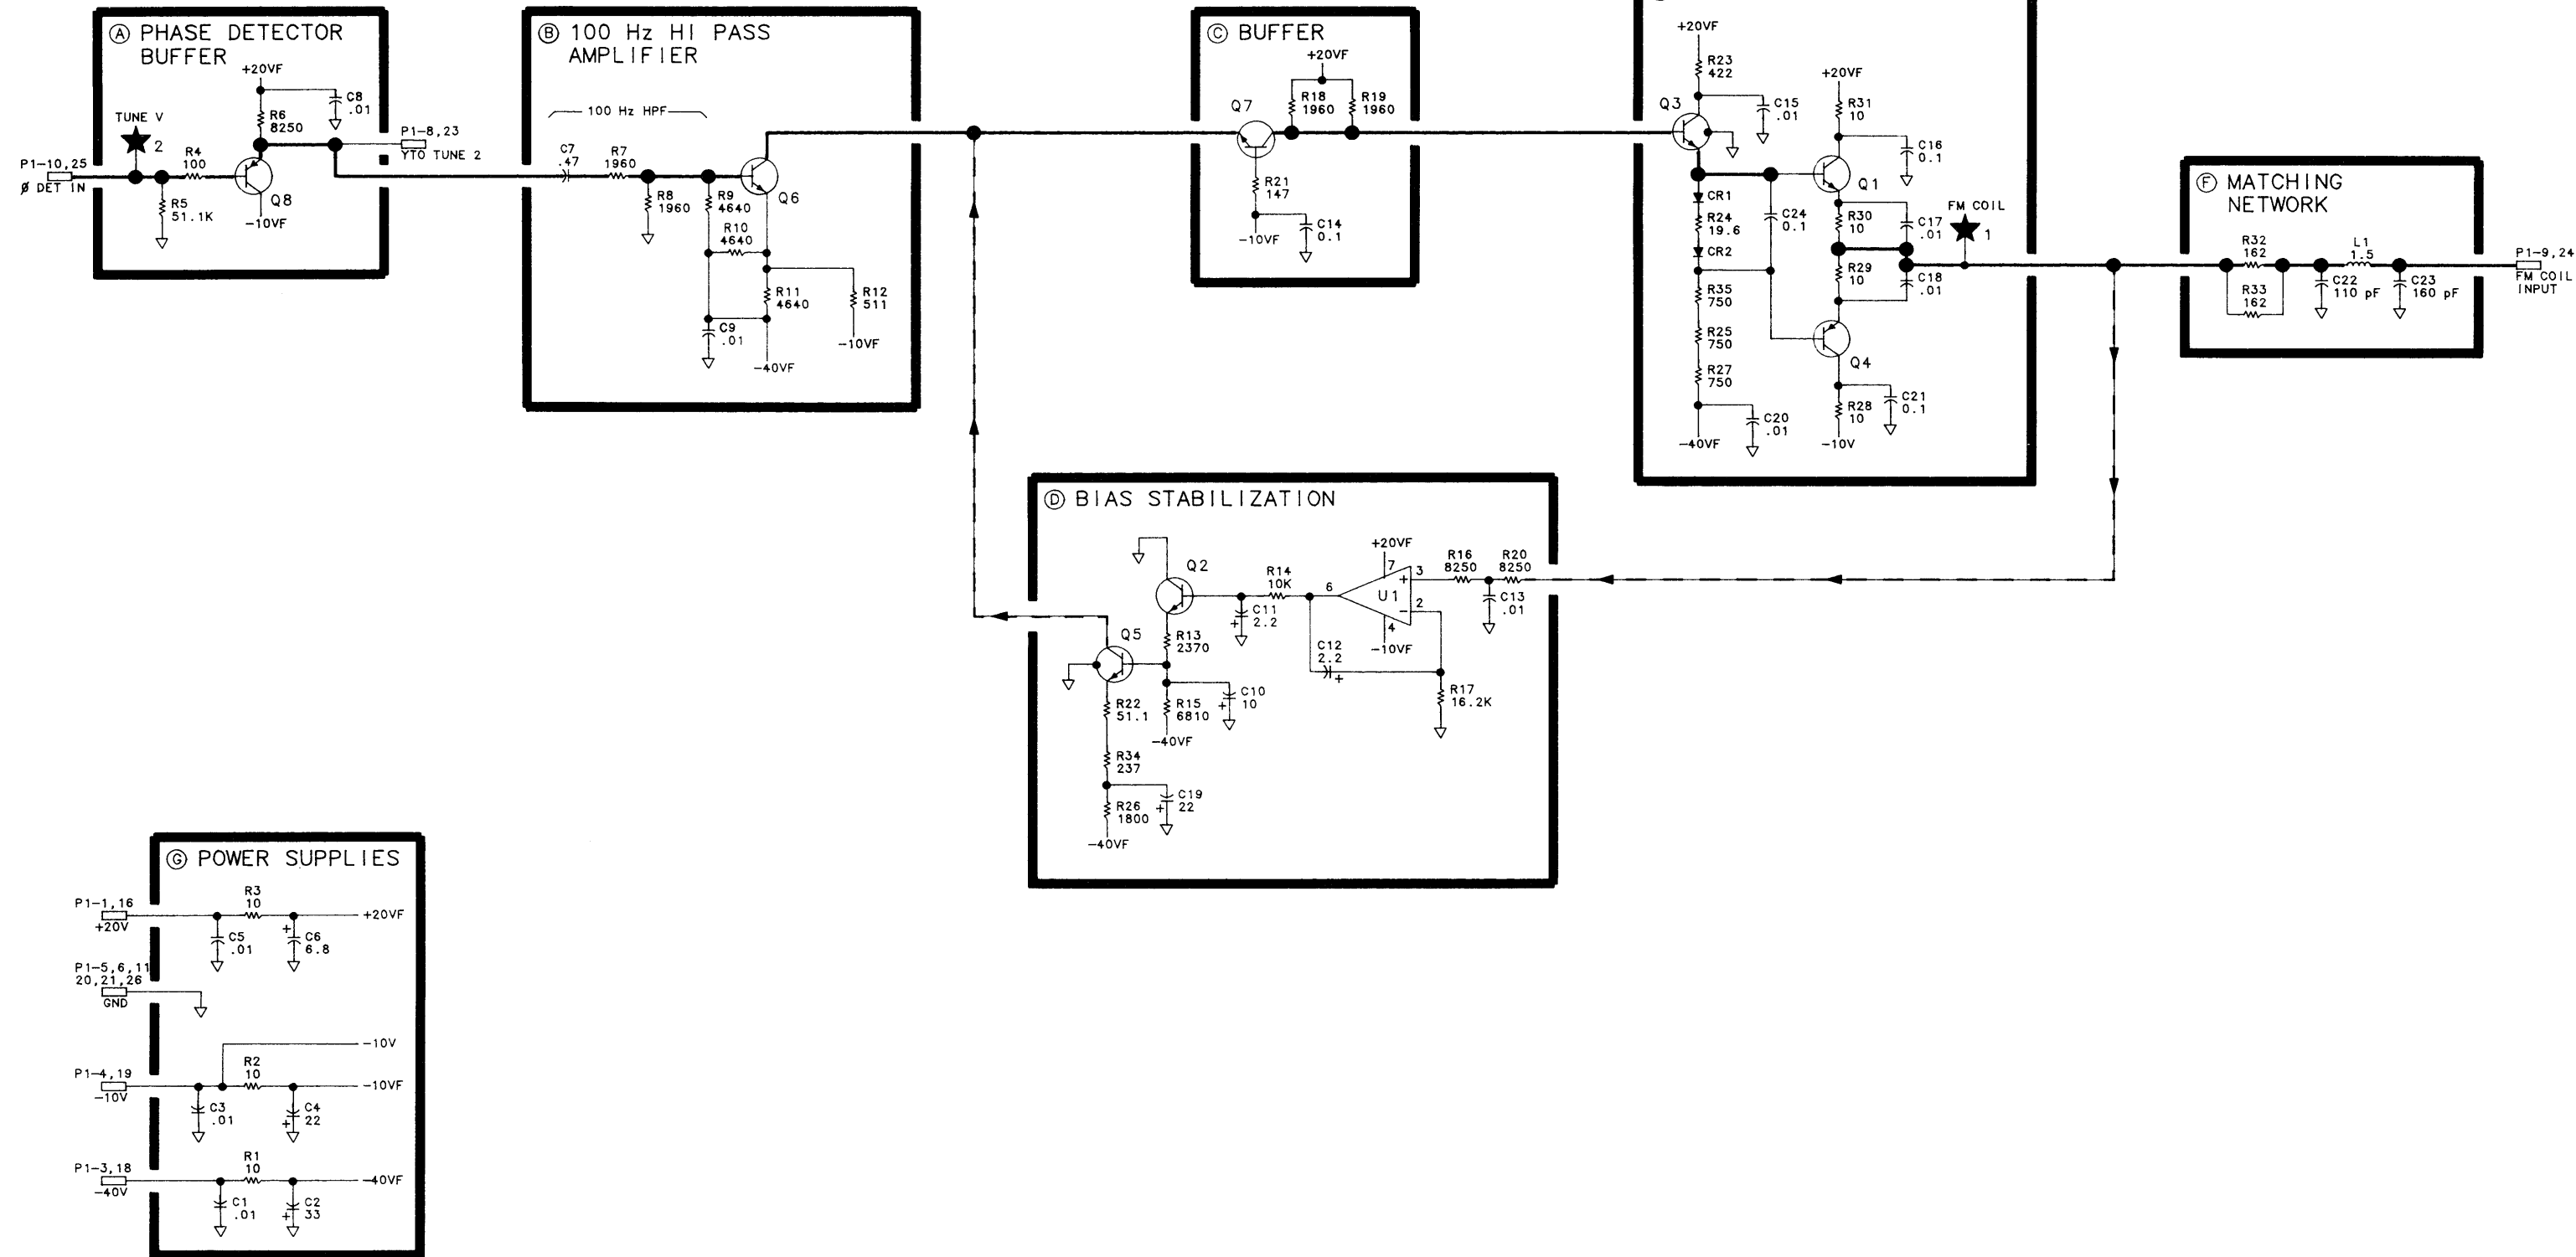 Ⓐ PHASE DETECTOR
BUFFER
+20VF
C8
.01
R6
8250
TUNE V
2
R4
100
P1-10,25
Ø DET IN
R5
51.1K
Q8
-10VF
P1-8,23
YTO TUNE 2
Ⓑ 100 Hz HI PASS
AMPLIFIER
100 Hz HPF
C7
.47
R7
1960
R8
1960
R9
4640
Q6
R10
4640
R11
4640
R12
511
C9
.01
-10VF
-40VF
Ⓒ BUFFER
+20VF
Q7
R18
1960
R19
1960
R21
147
C14
0.1
-10VF
+20VF
R23
422
Q3
C15
.01
+20VF
R31
10
C16
0.1
Q1
CR1
R24
19.6
CR2
C24
0.1
R30
10
C17
.01
FM COIL
1
R29
10
C18
.01
R35
750
R25
750
R27
750
Q4
C20
.01
R28
10
C21
0.1
-40VF
-10V
Ⓕ MATCHING
NETWORK
R32
162
R33
162
L1
1.5
C22
110 pF
C23
160 pF
P1-9,24
FM COIL
INPUT
Ⓓ BIAS STABILIZATION
Q2
R14
10K
+20VF
7
3
+
R16
8250
R20
8250
6
U1
2
-
4
-10VF
C13
.01
C11
2.2
+
Q5
R13
2370
C12
2.2
+
R17
16.2K
R22
51.1
R15
6810
C10
10
+
-40VF
R34
237
C19
22
+
R26
1800
-40VF
Ⓖ POWER SUPPLIES
P1-1,16
+20V
R3
10
+20VF
C5
.01
C6
6.8
+
P1-5,6,11
20,21,26
GND
-10V
P1-4,19
-10V
R2
10
-10VF
C3
.01
C4
22
+
P1-3,18
-40V
R1
10
-40VF
C1
.01
C2
33
+